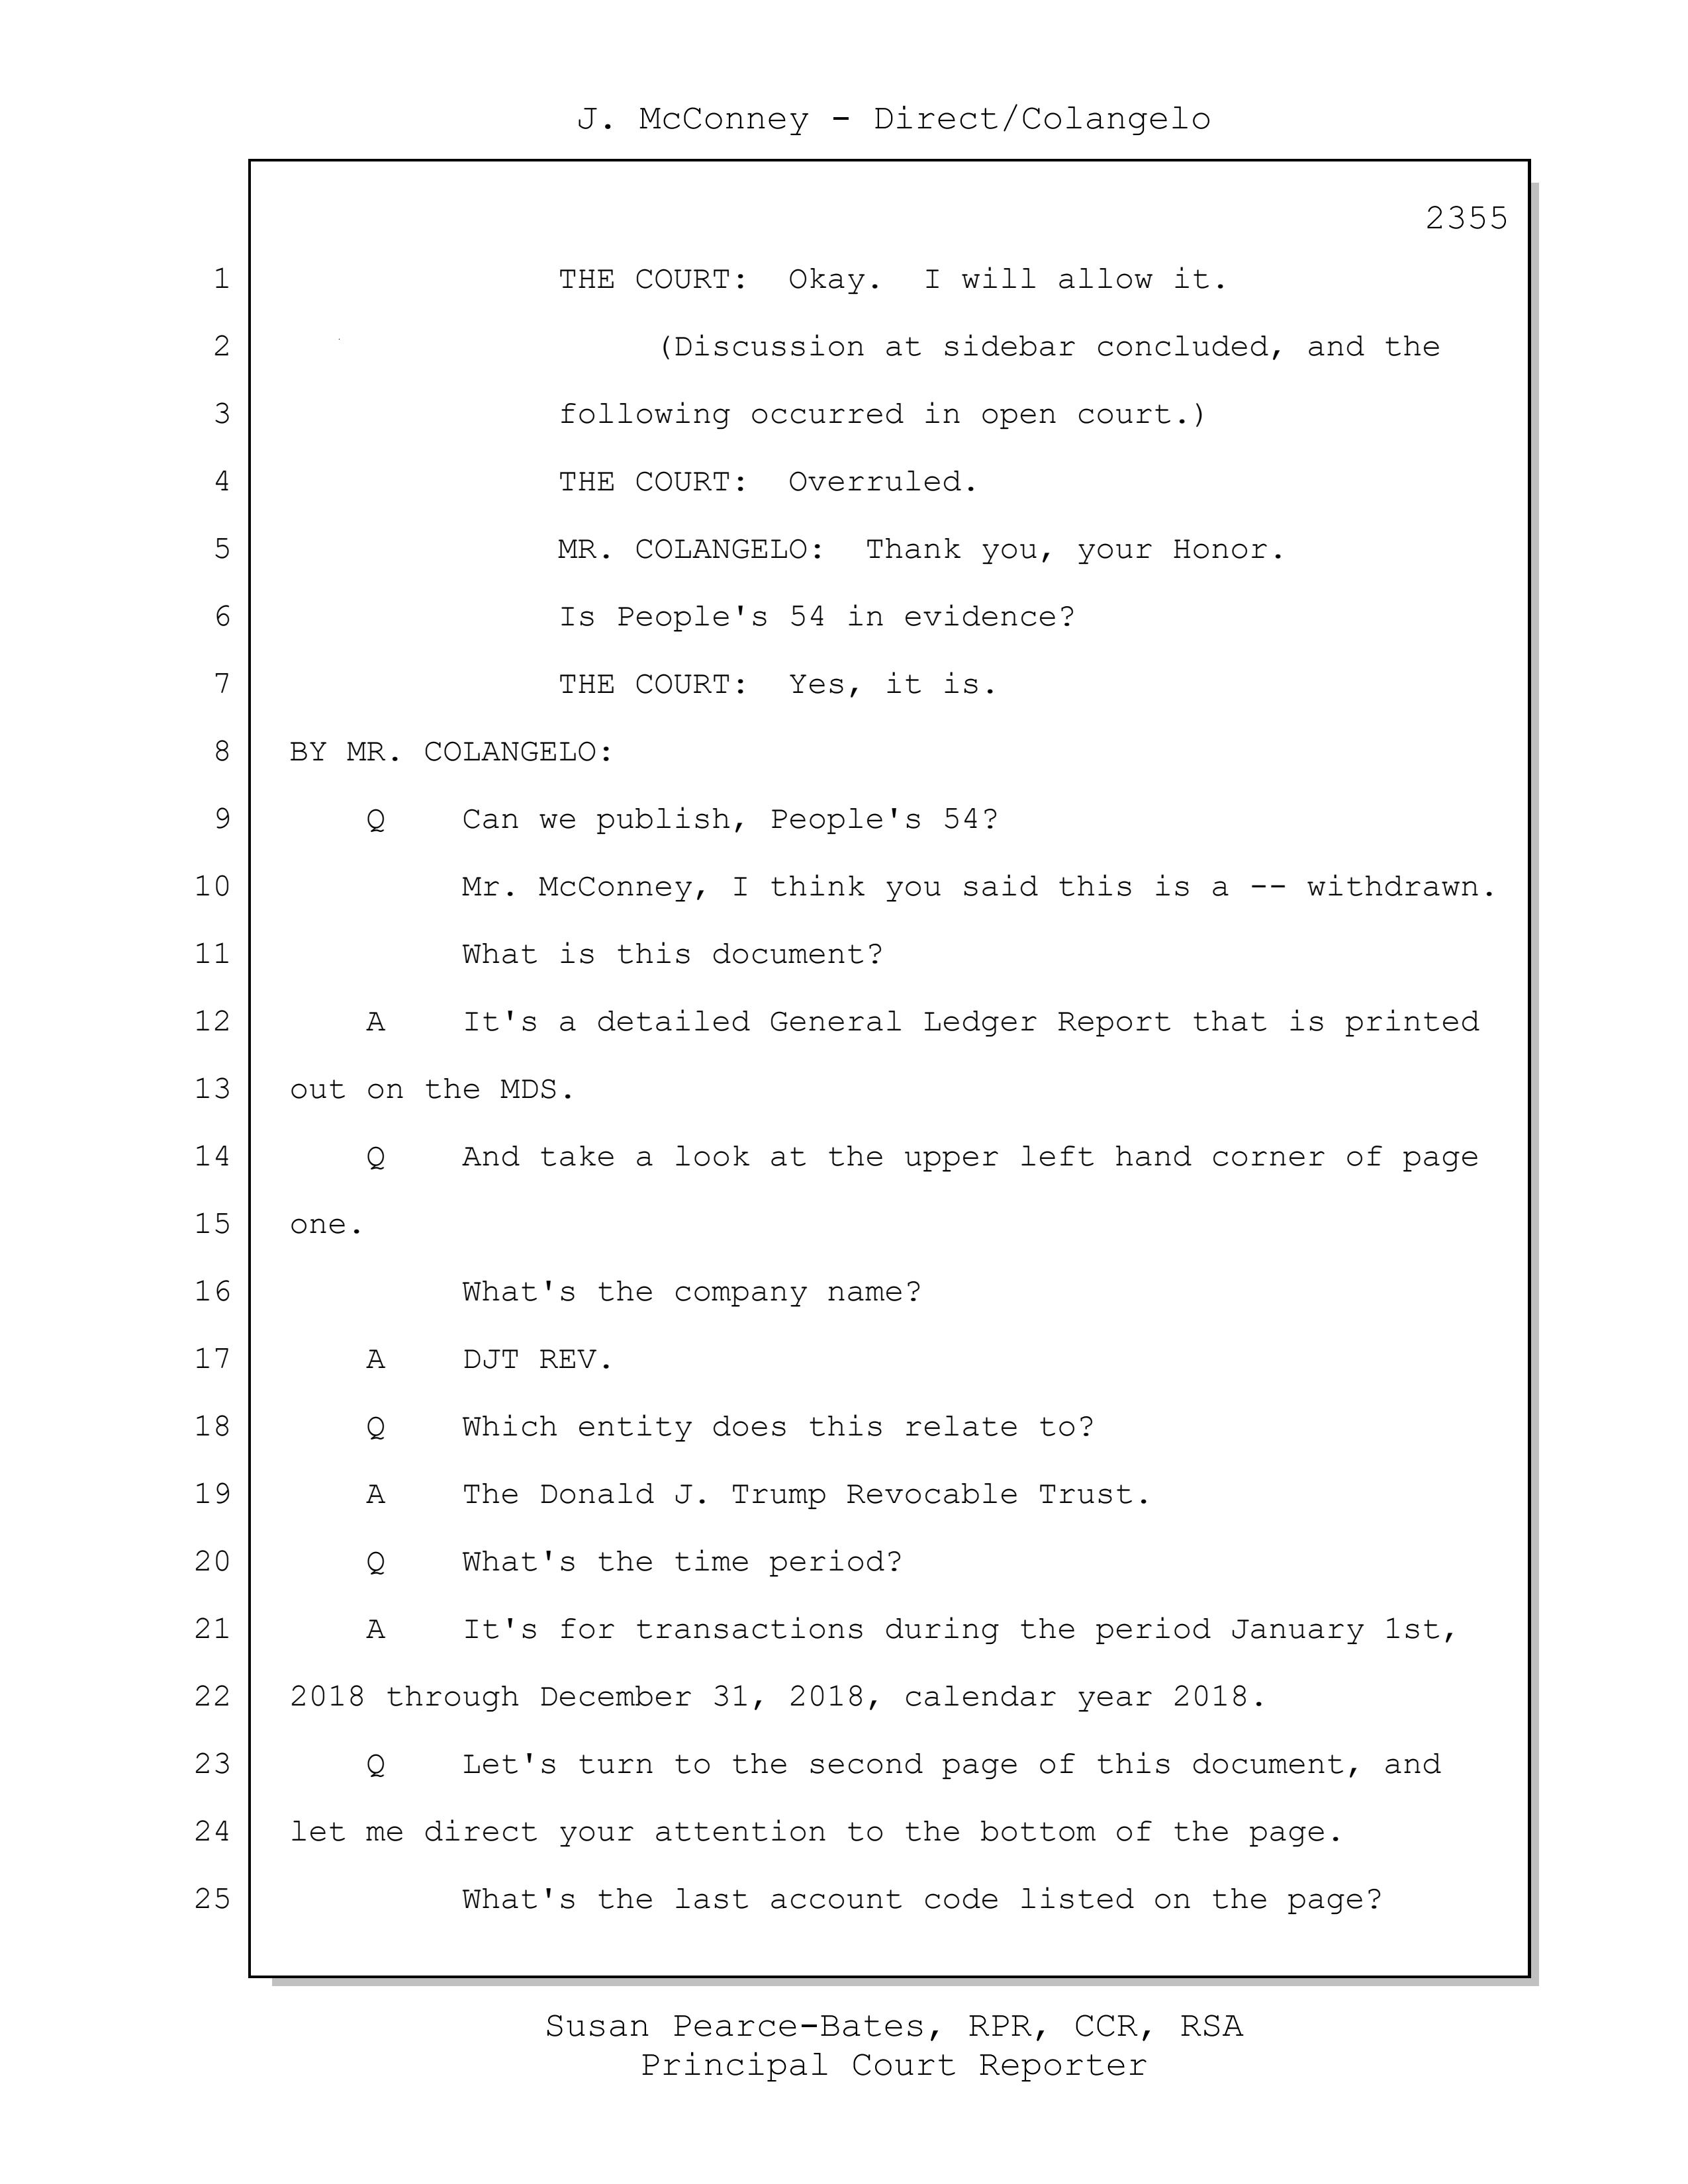 J. McConney - Direct/Colangelo
2355
1 THE COURT: Okay. I will allow it.
2 (Discussion at sidebar concluded, and the
3 following occurred in open court.)
4 THE COURT: Overruled.
5 MR. COLANGELO: Thank you, your Honor.
6 Is People's 54 in evidence?
7 THE COURT: Yes, it is.
8 BY MR. COLANGELO:
9 Q Can we publish, People's 54?
10 Mr. McConney, I think you said this is a -- withdrawn.
11 What is this document?
12 A It's a detailed General Ledger Report that is printed
13 out on the MDS.
14 Q And take a look at the upper left hand corner of page
15 one.
16 What's the company name?
17 A DJT REV.
18 Q Which entity does this relate to?
19 A The Donald J. Trump Revocable Trust.
20 Q What's the time period?
21 A It's for transactions during the period January 1st,
22 2018 through December 31, 2018, calendar year 2018.
23 Q Let's turn to the second page of this document, and
24 let me direct your attention to the bottom of the page.
25 What's the last account code listed on the page?
Susan Pearce-Bates, RPR, CCR, RSA
Principal Court Reporter